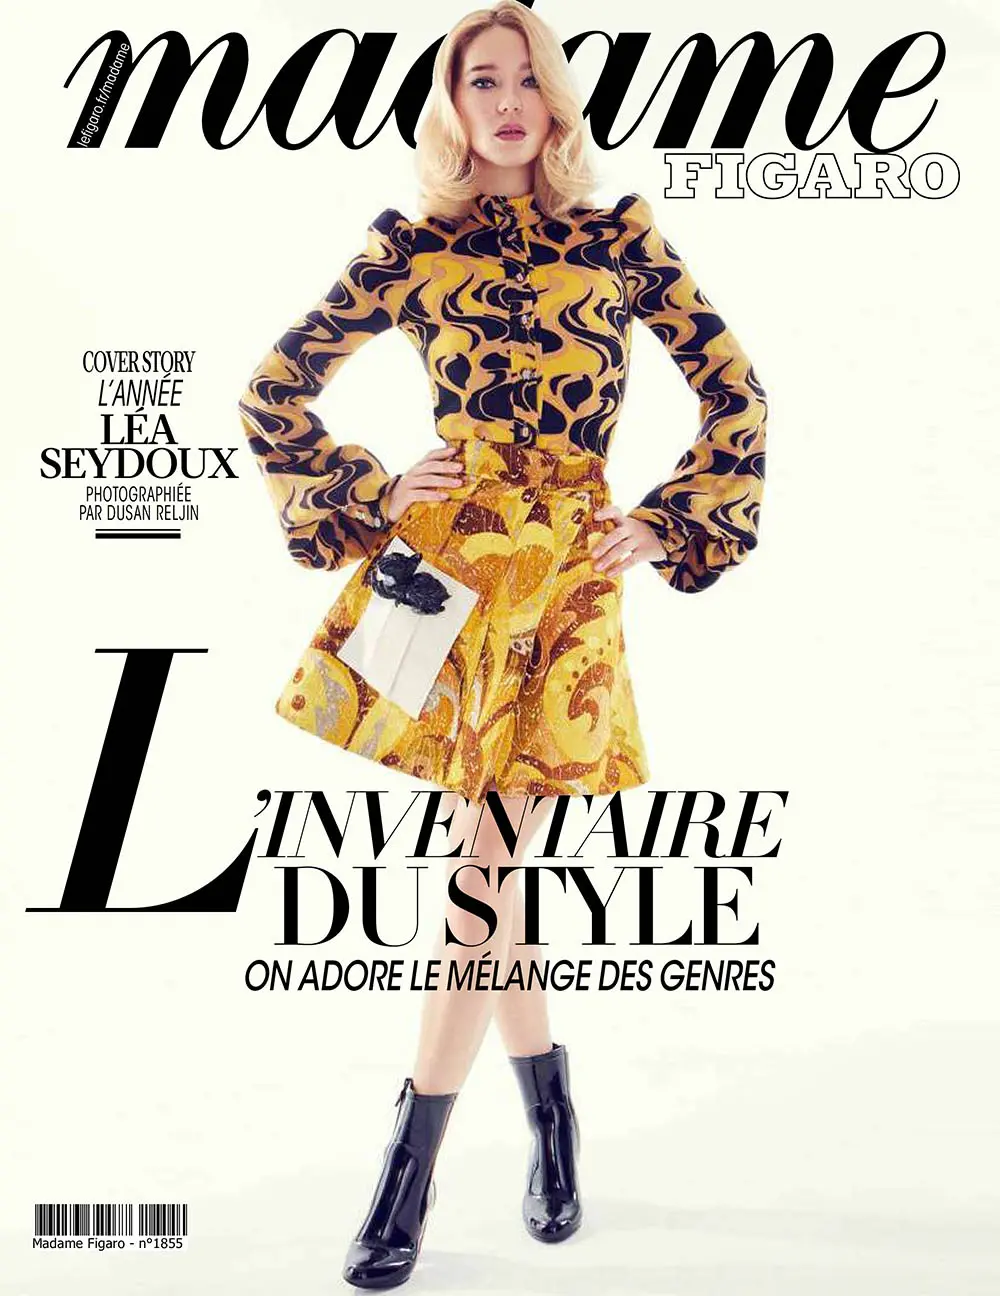 madame
FIGARO
lefigaro.fr/madame
COVER STORY
L'ANNÉE
LÉA
SEYDOUX
PHOTOGRAPHIÉE
PAR DUSAN RELJIN
L'INVENTAIRE
DU STYLE
ON ADORE LE MÉLANGE DES GENRES
Madame Figaro - n°1855